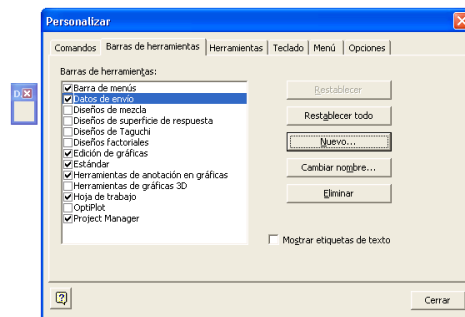 Personalizar
Comandos Barras de herramientas Herramientas Teclado Menú Opciones
Barras de herramientas:
Barra de menús
Datos de envío
Diseños de mezcla
Diseños de superficie de respuesta
Diseños de Taguchi
Diseños factoriales
Edición de gráficas
Estándar
Herramientas de anotación en gráficas
Herramientas de gráficas 3D
Hoja de trabajo
OptiPlot
Project Manager
Restablecer
Restablecer todo
Nuevo...
Cambiar nombre...
Eliminar
Mostrar etiquetas de texto
Cerrar
D.